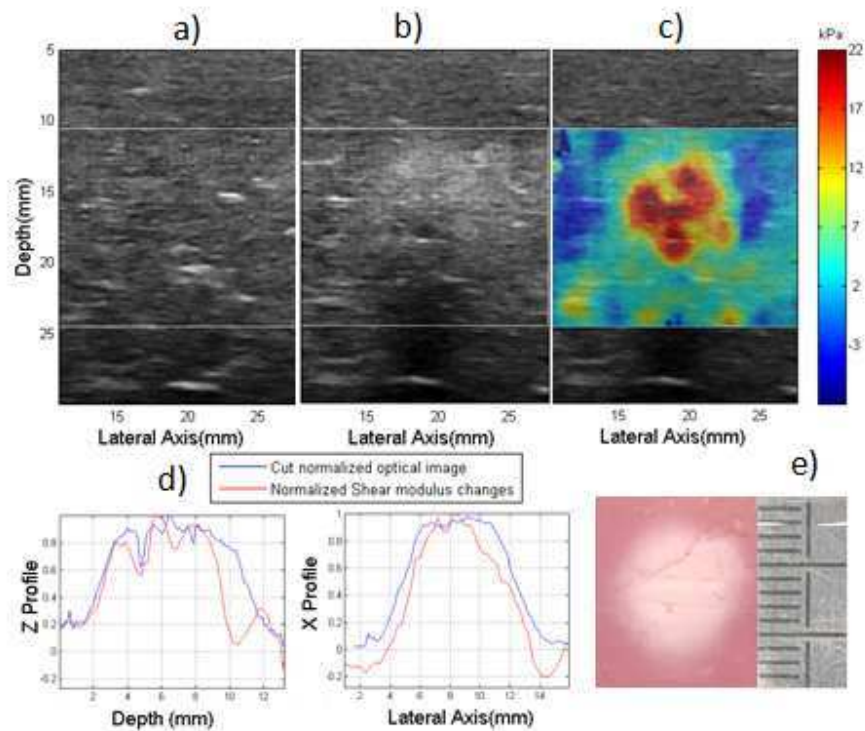 a)
b)
c)
kPa
5
10
15
20
25
Depth(mm)
15 20 25
Lateral Axis(mm)
15 20 25
Lateral Axis(mm)
15 20 25
Lateral Axis(mm)
22
17
12
7
2
-3
d)
Cut normalized optical image
Normalized Shear modulus changes
e)
Z Profile
0.8
0.6
0.4
0.2
0
-0.2
2 4 6 8 10 12
Depth (mm)
X Profile
1
0.8
0.6
0.4
0.2
0
-0.2
2 4 6 8 10 12 14
Lateral Axis(mm)